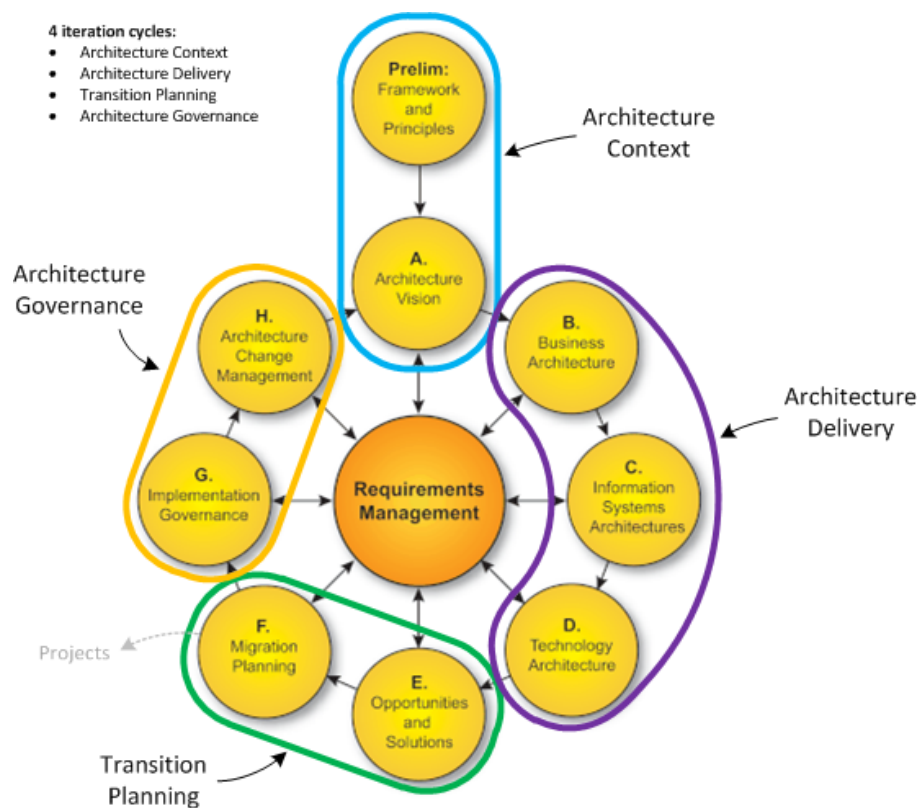 4 iteration cycles:
• Architecture Context
• Architecture Delivery
• Transition Planning
• Architecture Governance
Prelim:
Framework
and
Principles
Architecture
Context
A.
Architecture
Vision
Architecture
Governance
H.
Architecture
Change
Management
B.
Business
Architecture
Architecture
Delivery
G.
Implementation
Governance
Requirements
Management
C.
Information
Systems
Architectures
F.
Migration
Planning
Projects
D.
Technology
Architecture
E.
Opportunities
and
Solutions
Transition
Planning